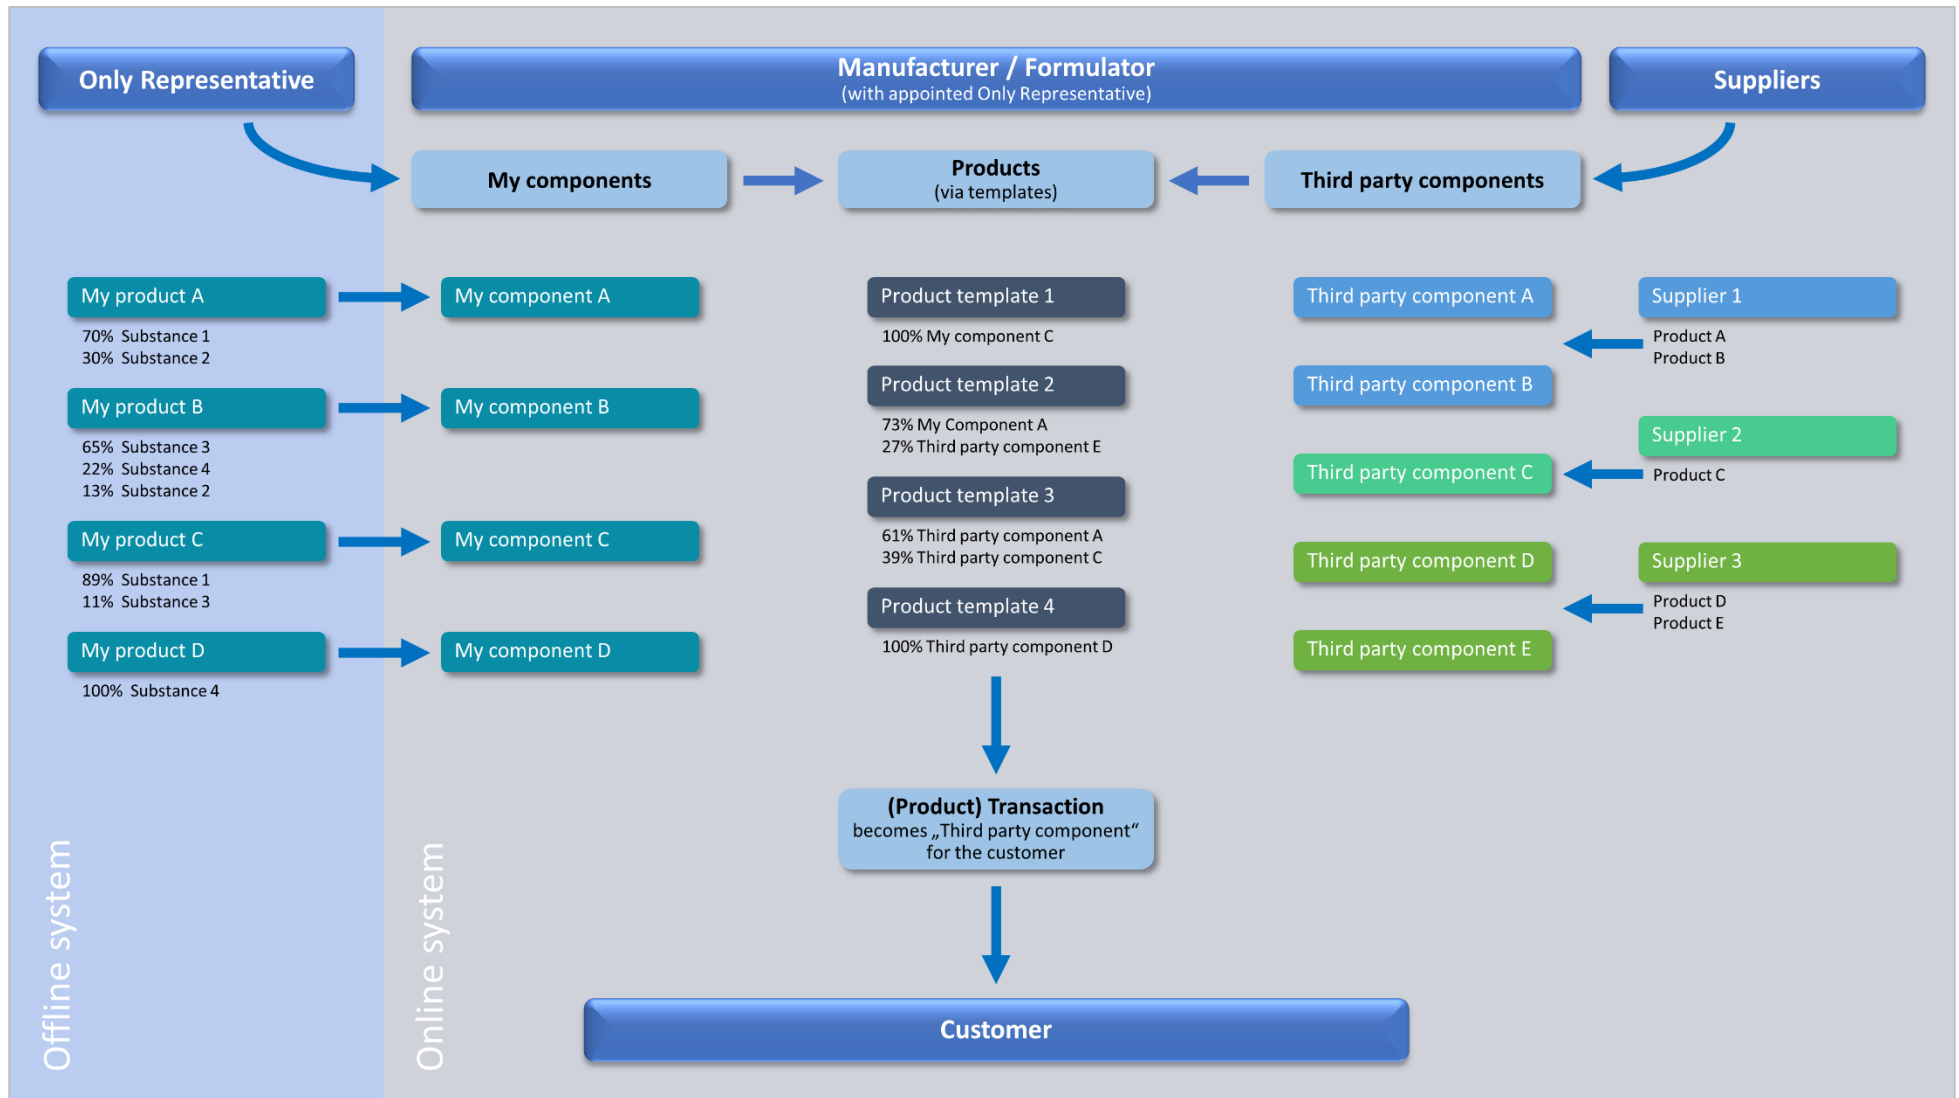 Only Representative
Manufacturer / Formulator
(with appointed Only Representative)
Suppliers
My components
Products
(via templates)
Third party components
My product A
70% Substance 1
30% Substance 2
My product B
65% Substance 3
22% Substance 4
13% Substance 2
My product C
89% Substance 1
11% Substance 3
My product D
100% Substance 4
My component A
My component B
My component C
My component D
Product template 1
100% My component C
Product template 2
73% My Component A
27% Third party component E
Product template 3
61% Third party component A
39% Third party component C
Product template 4
100% Third party component D
Third party component A
Third party component B
Third party component C
Third party component D
Third party component E
Supplier 1
Product A
Product B
Supplier 2
Product C
Supplier 3
Product D
Product E
(Product) Transaction
becomes „Third party component“
for the customer
Customer
Offline system
Online system